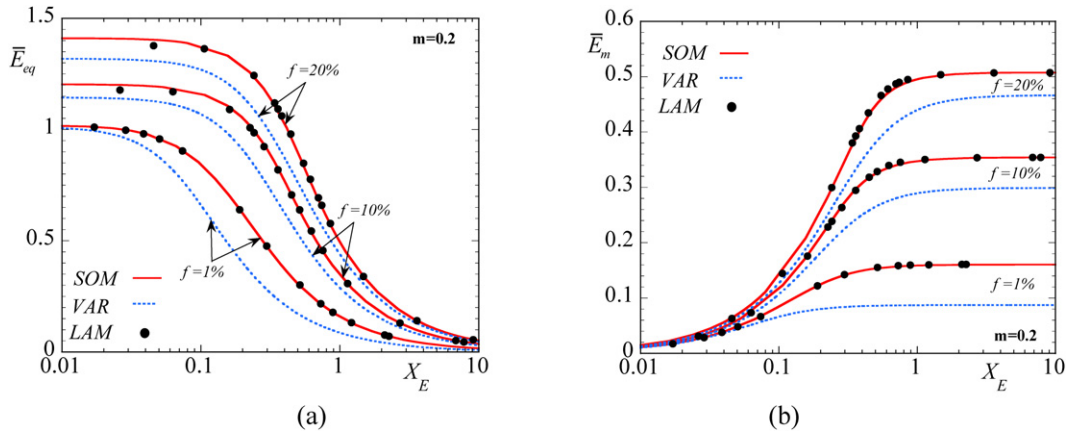 1.5
Ē_eq
m=0.2
f=20%
1
0.5
f=10%
f=1%
SOM
VAR
LAM
0
0.01
0.1
1
10
X_E
(a)
0.6
Ē_m
SOM
VAR
LAM
0.5
f=20%
0.4
0.3
f=10%
0.2
f=1%
0.1
m=0.2
0
0.01
0.1
1
10
X_E
(b)